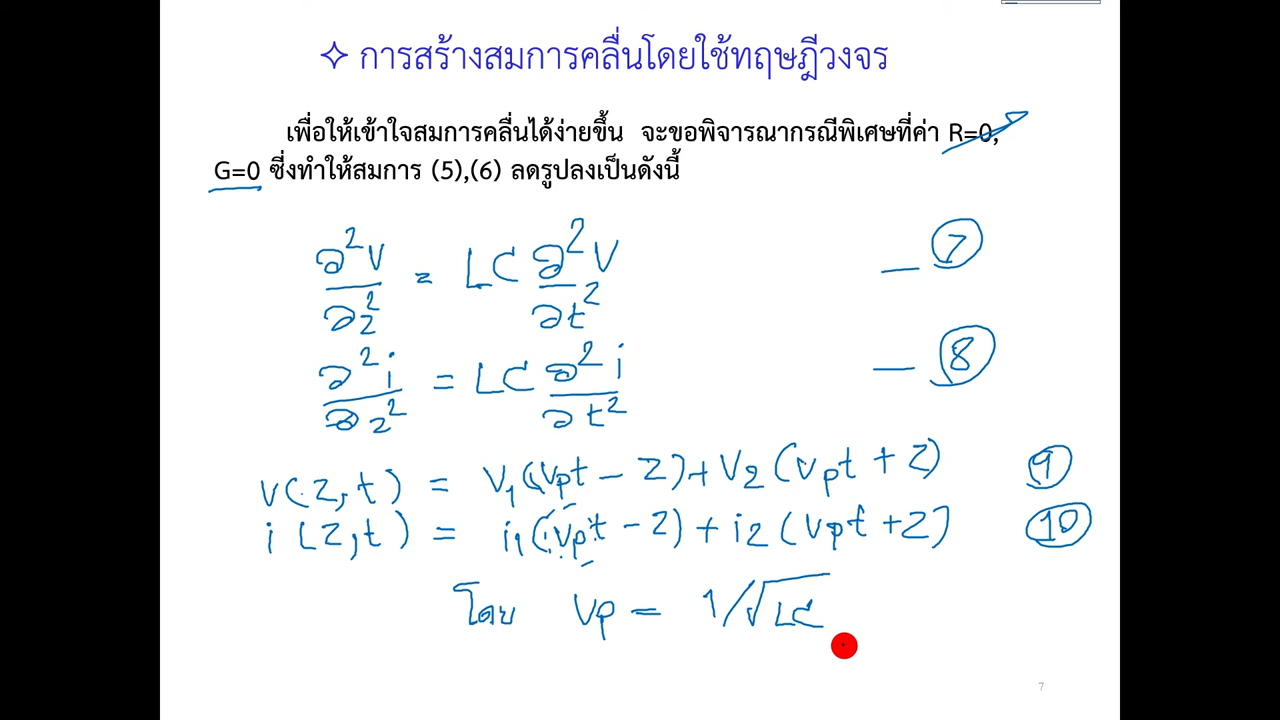 ✧ การสร้างสมการคลื่นโดยใช้ทฤษฎีวงจร
เพื่อให้เข้าใจสมการคลื่นได้ง่ายขึ้น จะขอพิจารณากรณีพิเศษที่ค่า R=0,
G=0 ซึ่งทำให้สมการ (5),(6) ลดรูปลงเป็นดังนี้
∂²V/∂z² = LC ∂²V/∂t² — 7
∂²i/∂z² = LC ∂²i/∂t² — 8
v(z,t) = V₁(Vpt − z) + V₂(Vpt + z) 9
i(z,t) = i₁(Vpt − z) + i₂(Vpt + z) 10
โดย Vp = 1/√LC
7